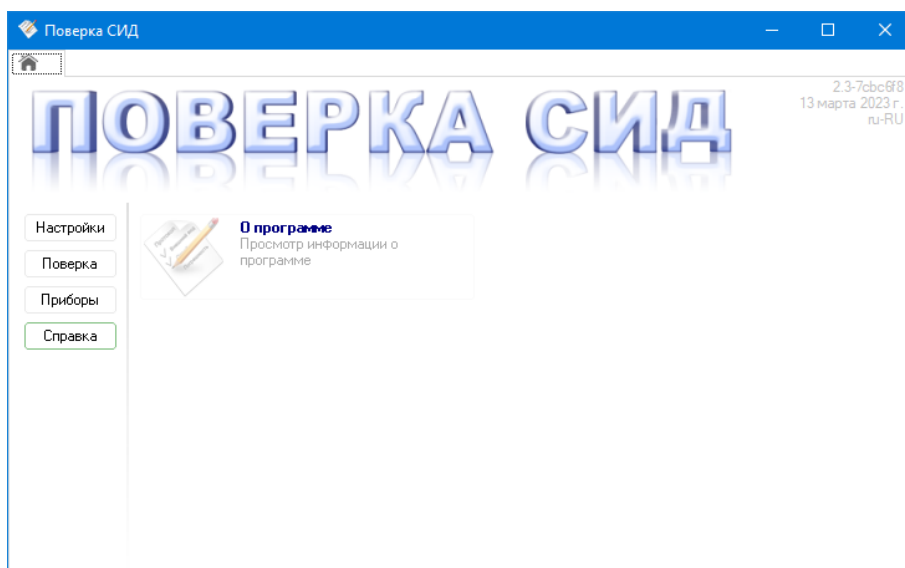 Поверка СИД
ПОВЕРКА СИД
2.3-7cbc6f8
13 марта 2023 г.
ru-RU
Настройки
Поверка
Приборы
Справка
О программе
Просмотр информации о
программе